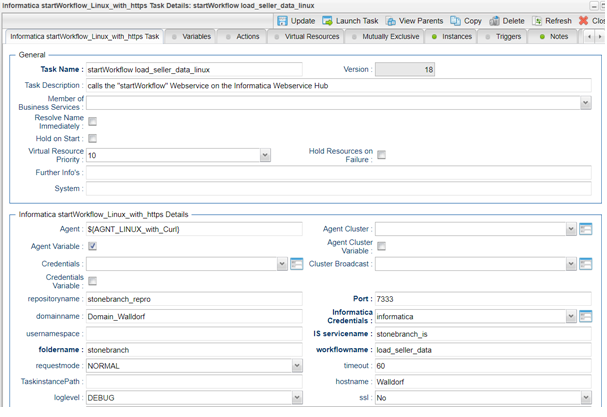 Informatica startWorkflow_Linux_with_https Task Details: startWorkflow load_seller_data_linux
Update Launch Task View Parents Copy Delete Refresh Clos
Informatica startWorkflow_Linux_with_https Task Variables Actions Virtual Resources Mutually Exclusive Instances Triggers Notes
General
Task Name : startWorkflow load_seller_data_linux Version : 18
Task Description : calls the "startWorkflow" Webservice on the Informatica Webservice Hub
Member of
Business Services :
Resolve Name
Immediately :
Hold on Start :
Virtual Resource
Priority : 10 Hold Resources on
Failure :
Further Info's :
System :
Informatica startWorkflow_Linux_with_https Details
Agent : ${AGNT_LINUX_with_Curl} Agent Cluster :
Agent Variable : Agent Cluster
Variable :
Credentials : Cluster Broadcast :
Credentials
Variable :
repositoryname : stonebranch_repro Port : 7333
domainname : Domain_Walldorf Informatica
Credentials : informatica
usernamespace : IS servicename : stonebranch_is
foldername : stonebranch workflowname : load_seller_data
requestmode : NORMAL timeout : 60
TaskinstancePath : hostname : Walldorf
loglevel : DEBUG ssl : No